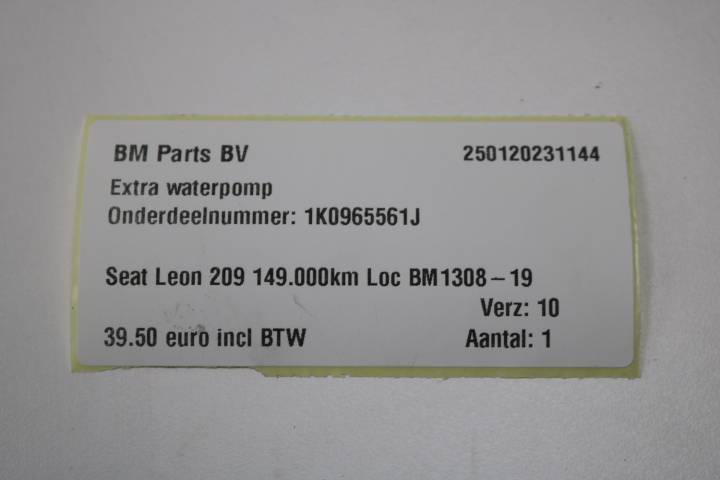 BM Parts BV 250120231144
Extra waterpomp
Onderdeelnummer: 1K0965561J
Seat Leon 209 149.000km Loc BM1308-19
Verz: 10
39.50 euro incl BTW Aantal: 1